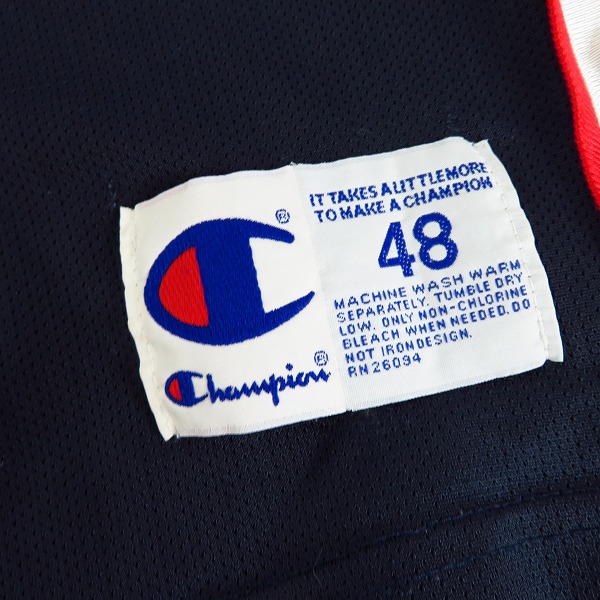 IT TAKES A LITTLE MORE
TO MAKE A CHAMPION
48
MACHINE WASH WARM
SEPARATELY. TUMBLE DRY
LOW. ONLY NON-CHLORINE
BLEACH WHEN NEEDED. DO
NOT IRON DESIGN.
RN 26094
®
Champion®